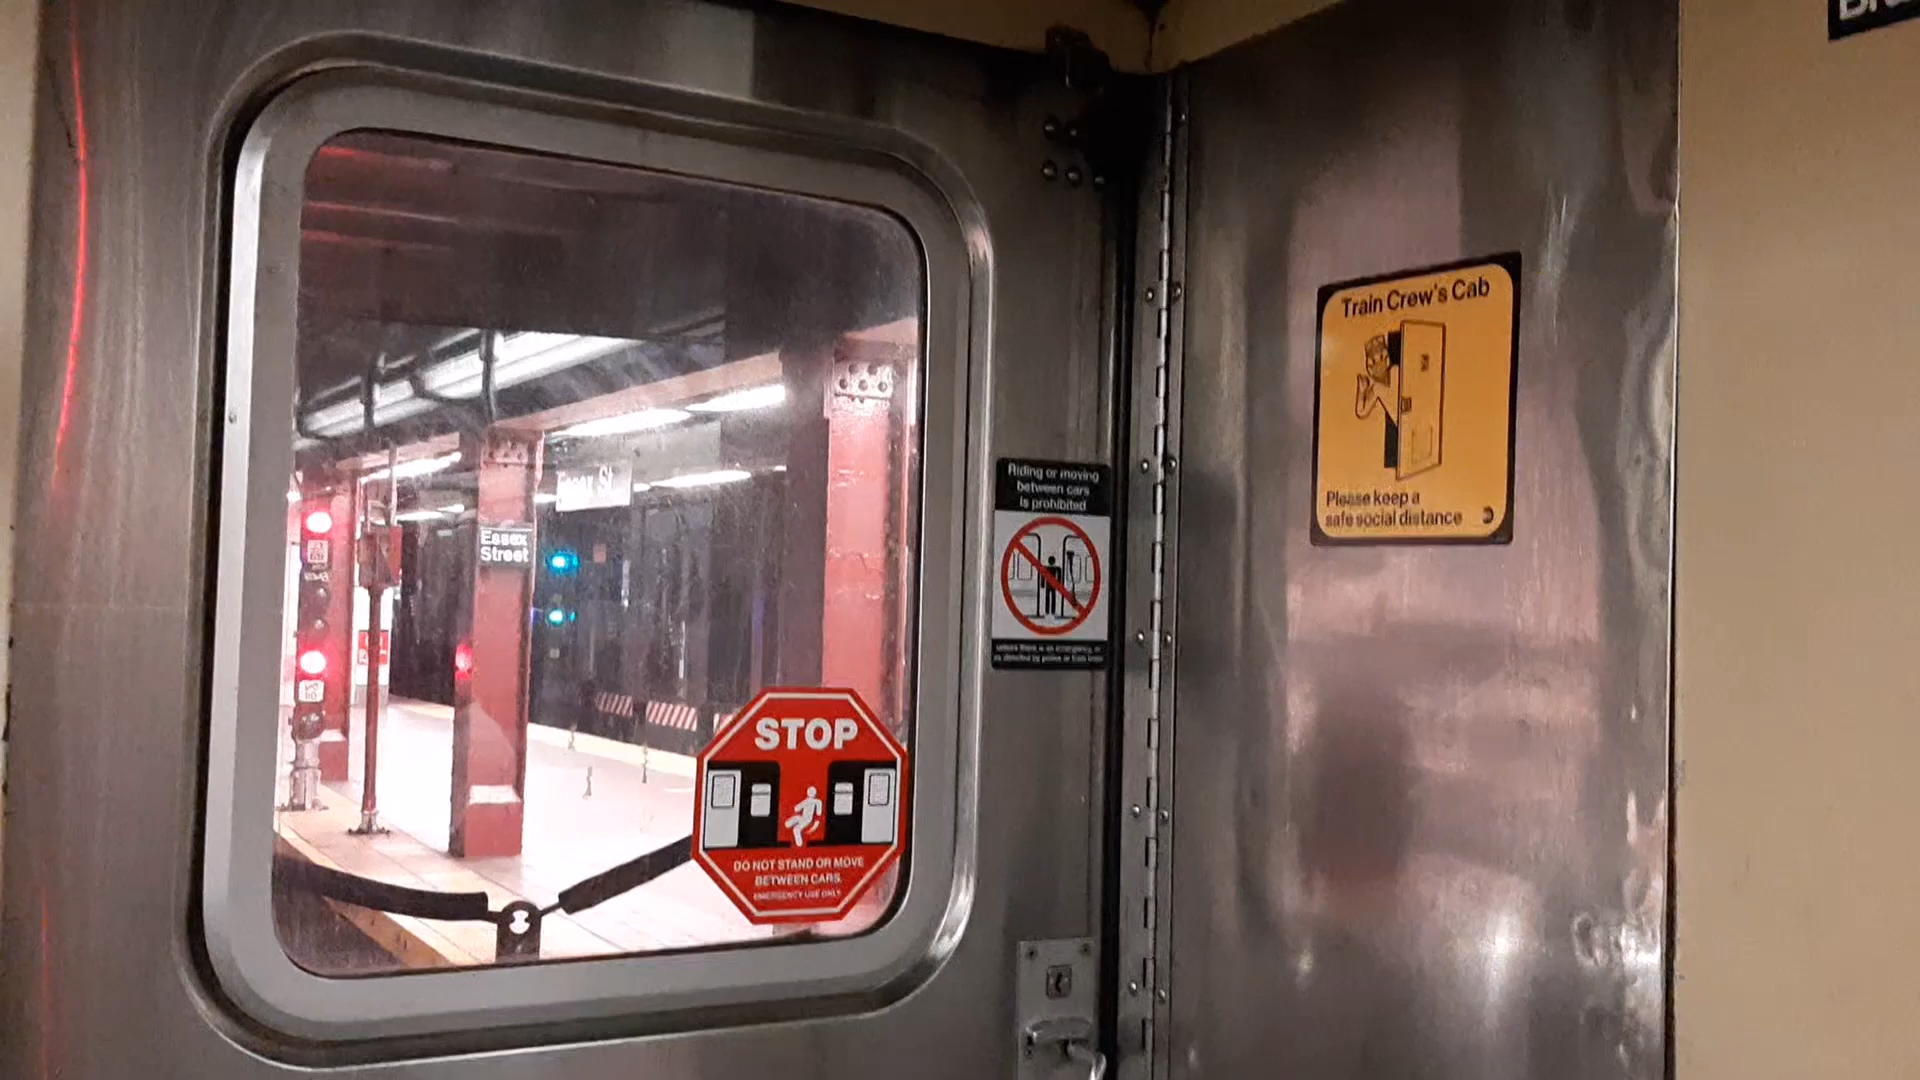 Train Crew's Cab
Please keep a
safe social distance
Riding or moving
between cars
is prohibited
Essex St
Essex
Street
STOP
DO NOT STAND OR MOVE
BETWEEN CARS.
EMERGENCY USE ONLY